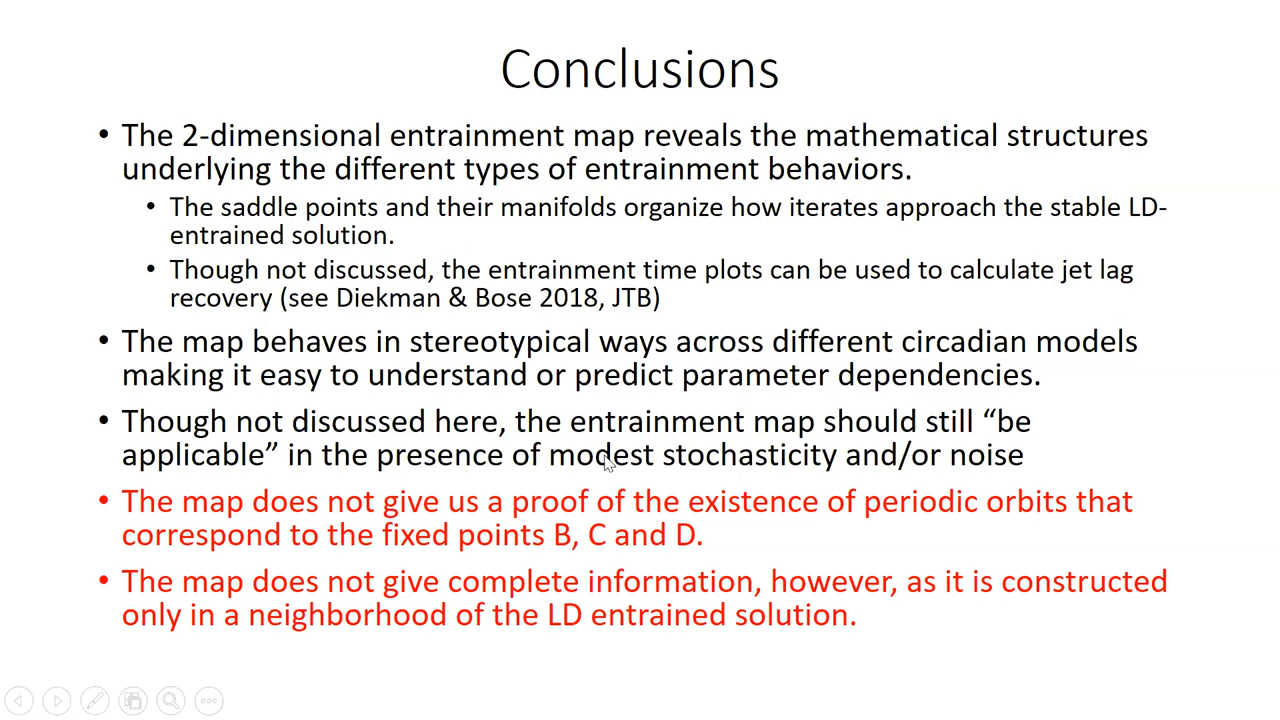 Conclusions
• The 2-dimensional entrainment map reveals the mathematical structures
underlying the different types of entrainment behaviors.
• The saddle points and their manifolds organize how iterates approach the stable LD-
entrained solution.
• Though not discussed, the entrainment time plots can be used to calculate jet lag
recovery (see Diekman & Bose 2018, JTB)
• The map behaves in stereotypical ways across different circadian models
making it easy to understand or predict parameter dependencies.
• Though not discussed here, the entrainment map should still “be
applicable” in the presence of modest stochasticity and/or noise
• The map does not give us a proof of the existence of periodic orbits that
correspond to the fixed points B, C and D.
• The map does not give complete information, however, as it is constructed
only in a neighborhood of the LD entrained solution.